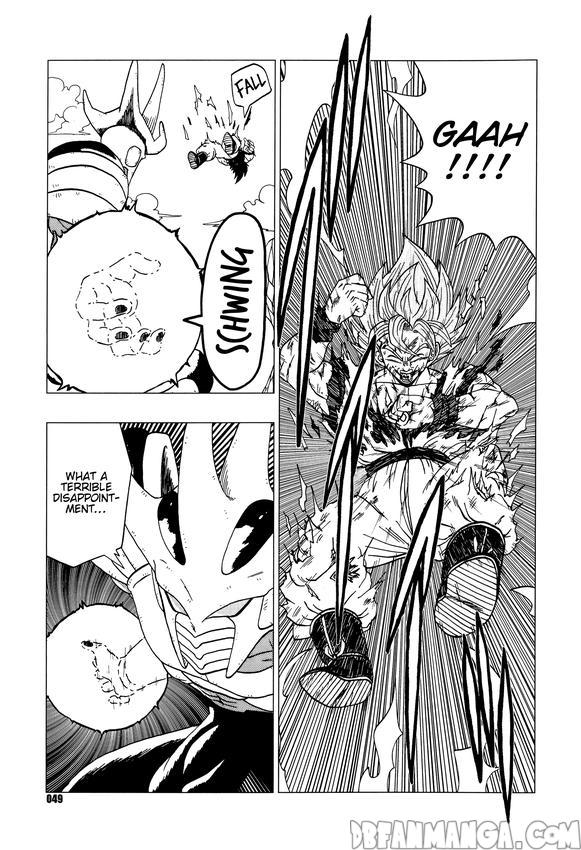 GAAH
!!!!
FALL
SCHWING
WHAT A
TERRIBLE
DISAPPOINT-
MENT...
049
DBFANMANGA.COM